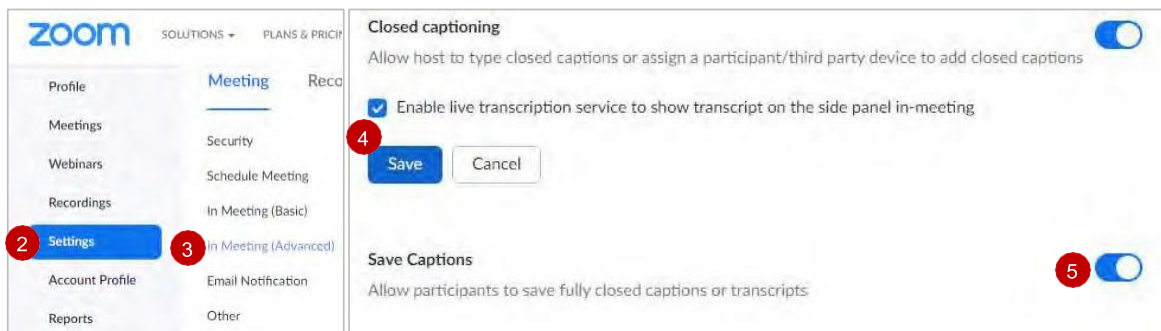 zoom SOLUTIONS PLANS & PRICIN
Profile
Meetings
Webinars
Recordings
2 Settings
Account Profile
Reports
Meeting Reco
Security
Schedule Meeting
In Meeting (Basic)
3 In Meeting (Advanced)
Email Notification
Other
Closed captioning
Allow host to type closed captions or assign a participant/third party device to add closed captions
Enable live transcription service to show transcript on the side panel in-meeting
4
Save Cancel
Save Captions
5
Allow participants to save fully closed captions or transcripts